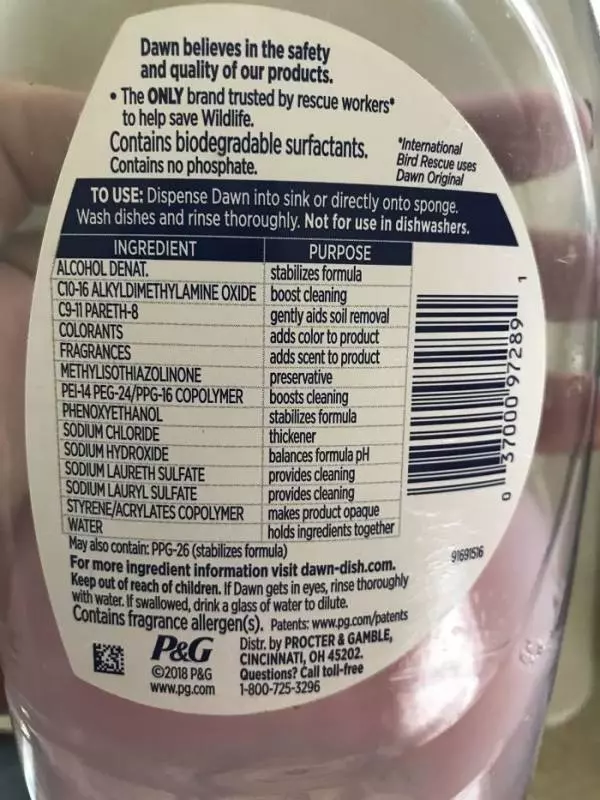 Dawn believes in the safety
and quality of our products.
• The ONLY brand trusted by rescue workers*
to help save Wildlife.
Contains biodegradable surfactants.
Contains no phosphate.
*International
Bird Rescue uses
Dawn Original
TO USE: Dispense Dawn into sink or directly onto sponge.
Wash dishes and rinse thoroughly. Not for use in dishwashers.
INGREDIENT PURPOSE
ALCOHOL DENAT. stabilizes formula
C10-16 ALKYLDIMETHYLAMINE OXIDE boost cleaning
C9-11 PARETH-8 gently aids soil removal
COLORANTS adds color to product
FRAGRANCES adds scent to product
METHYLISOTHIAZOLINONE preservative
PEI-14 PEG-24/PPG-16 COPOLYMER boosts cleaning
PHENOXYETHANOL stabilizes formula
SODIUM CHLORIDE thickener
SODIUM HYDROXIDE balances formula pH
SODIUM LAURETH SULFATE provides cleaning
SODIUM LAURYL SULFATE provides cleaning
STYRENE/ACRYLATES COPOLYMER makes product opaque
WATER holds ingredients together
May also contain: PPG-26 (stabilizes formula)
For more ingredient information visit dawn-dish.com.
Keep out of reach of children. If Dawn gets in eyes, rinse thoroughly
with water. If swallowed, drink a glass of water to dilute.
Contains fragrance allergen(s). Patents: www.pg.com/patents
P&G
©2018 P&G
www.pg.com
Distr. by PROCTER & GAMBLE,
CINCINNATI, OH 45202.
Questions? Call toll-free
1-800-725-3296
0 37000 97289 1
91691516